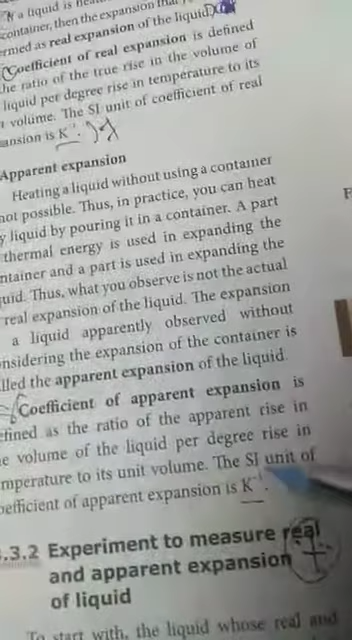 a liquid is
container, then the expansion that
ermed as real expansion of the liquid.
Coefficient of real expansion is defined
he ratio of the true rise in the volume of
liquid per degree rise in temperature to its
volume. The SI unit of coefficient of real
ansion is K⁻¹.
Apparent expansion
Heating a liquid without using a container
not possible. Thus, in practice, you can heat
y liquid by pouring it in a container. A part
thermal energy is used in expanding the
ntainer and a part is used in expanding the
quid. Thus, what you observe is not the actual
real expansion of the liquid. The expansion
a liquid apparently observed without
onsidering the expansion of the container is
lled the apparent expansion of the liquid.
Coefficient of apparent expansion is
efined as the ratio of the apparent rise in
e volume of the liquid per degree rise in
mperature to its unit volume. The SI unit of
oefficient of apparent expansion is K⁻¹.
.3.2 Experiment to measure real
and apparent expansion
of liquid
To start with, the liquid whose real and